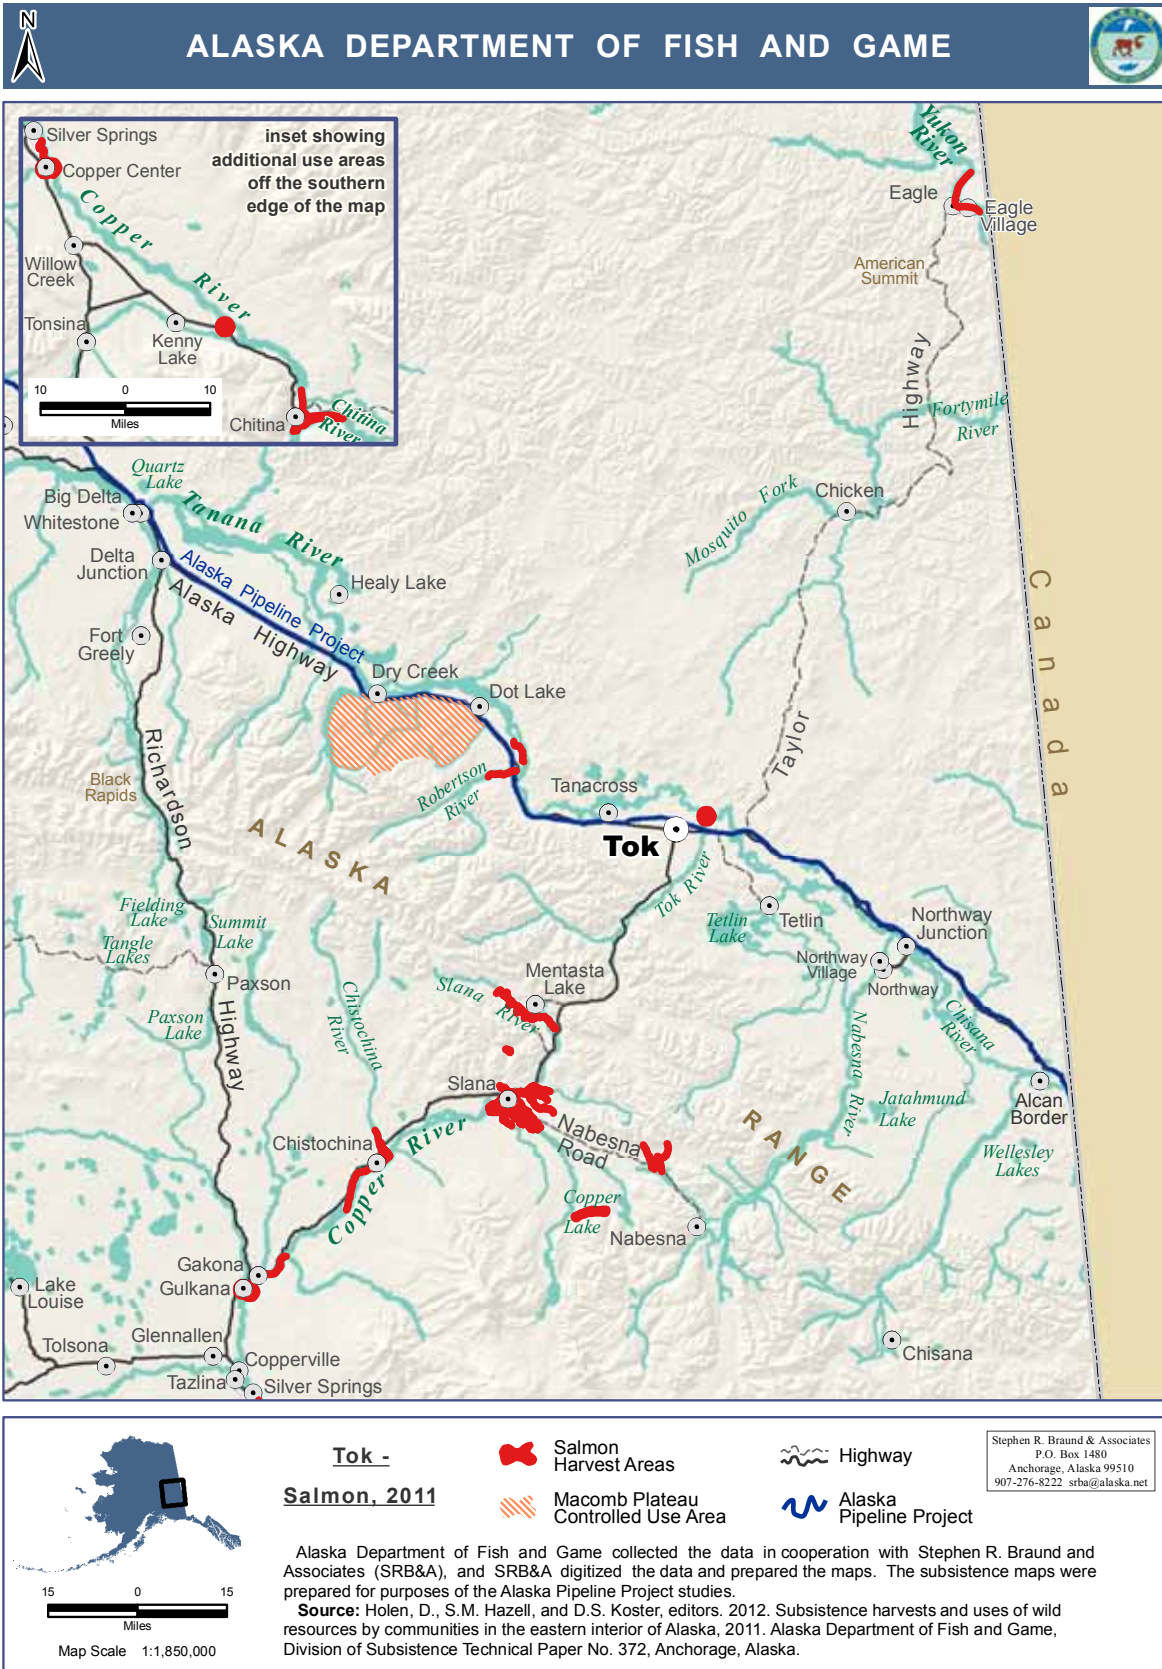 N
ALASKA DEPARTMENT OF FISH AND GAME
Silver Springs
Copper Center
inset showing
additional use areas
off the southern
edge of the map
Copper
River
Willow
Creek
Tonsina
Kenny
Lake
Chitina
Chitina
River
10 0 10
Miles
Yukon
River
Eagle
Eagle
Village
American
Summit
Highway
Fortymile
River
Quartz
Lake
Big Delta
Whitestone
Tanana River
Mosquito Fork
Chicken
Delta
Junction
Alaska Pipeline Project
Alaska Highway
Healy Lake
Canada
Fort
Greely
Dry Creek
Dot Lake
Richardson
Taylor
Black
Rapids
Robertson
River
Tanacross
ALASKA
Tok
Tok River
Fielding
Lake
Summit
Lake
Tangle
Lakes
Tetlin
Lake
Tetlin
Northway
Junction
Northway
Village
Northway
Paxson
Mentasta
Lake
Slana
River
Chistochina
River
Paxson
Lake
Highway
Nabesna River
Chisana
River
Slana
Alcan
Border
Jatahmund
Lake
RANGE
Chistochina
Copper River
Nabesna
Road
Wellesley
Lakes
Copper
Lake
Nabesna
Gakona
Gulkana
Lake
Louise
Glennallen
Tolsona
Copperville
Tazlina
Silver Springs
Chisana
Tok -
Salmon, 2011
Salmon
Harvest Areas
Macomb Plateau
Controlled Use Area
Highway
Alaska
Pipeline Project
Stephen R. Braund & Associates
P.O. Box 1480
Anchorage, Alaska 99510
907-276-8222 srba@alaska.net
15 0 15
Miles
Map Scale 1:1,850,000
Alaska Department of Fish and Game collected the data in cooperation with Stephen R. Braund and
Associates (SRB&A), and SRB&A digitized the data and prepared the maps. The subsistence maps were
prepared for purposes of the Alaska Pipeline Project studies.
Source: Holen, D., S.M. Hazell, and D.S. Koster, editors. 2012. Subsistence harvests and uses of wild
resources by communities in the eastern interior of Alaska, 2011. Alaska Department of Fish and Game,
Division of Subsistence Technical Paper No. 372, Anchorage, Alaska.